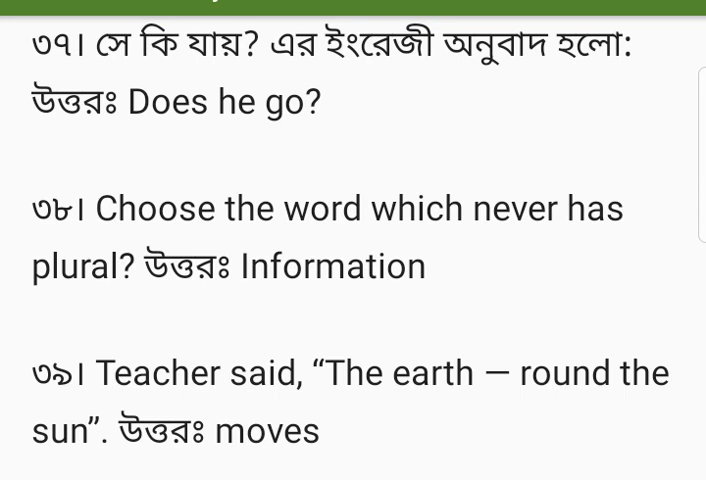 ৩৭। সে কি যায়? এর ইংরেজী অনুবাদ হলো:
উত্তরঃ Does he go?
৩৮। Choose the word which never has
plural? উত্তরঃ Information
৩৯। Teacher said, “The earth — round the
sun”. উত্তরঃ moves